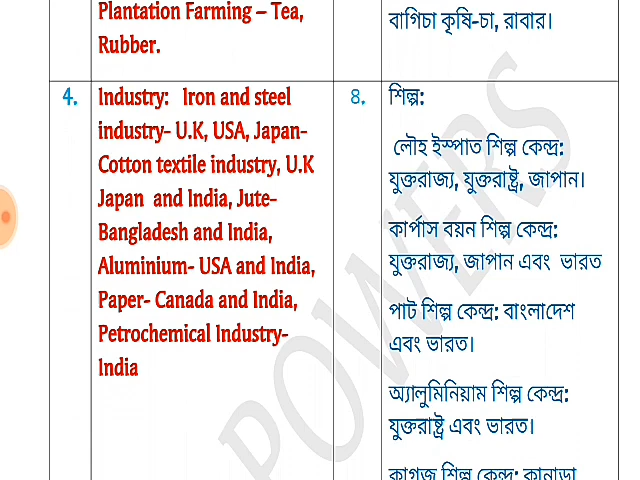 Plantation Farming – Tea,
Rubber.
বাগিচা কৃষি-চা, রাবার।
4.
Industry: Iron and steel
industry- U.K, USA, Japan-
Cotton textile industry, U.K
Japan and India, Jute-
Bangladesh and India,
Aluminium- USA and India,
Paper- Canada and India,
Petrochemical Industry-
India
৪.
শিল্প:
লৌহ ইস্পাত শিল্প কেন্দ্র:
যুক্তরাজ্য, যুক্তরাষ্ট্র, জাপান।
কার্পাস বয়ন শিল্প কেন্দ্র:
যুক্তরাজ্য, জাপান এবং ভারত
পাট শিল্প কেন্দ্র: বাংলাদেশ
এবং ভারত।
অ্যালুমিনিয়াম শিল্প কেন্দ্র:
যুক্তরাষ্ট্র এবং ভারত।
কাগজ শিল্প কেন্দ্র: কানাডা
POWERS